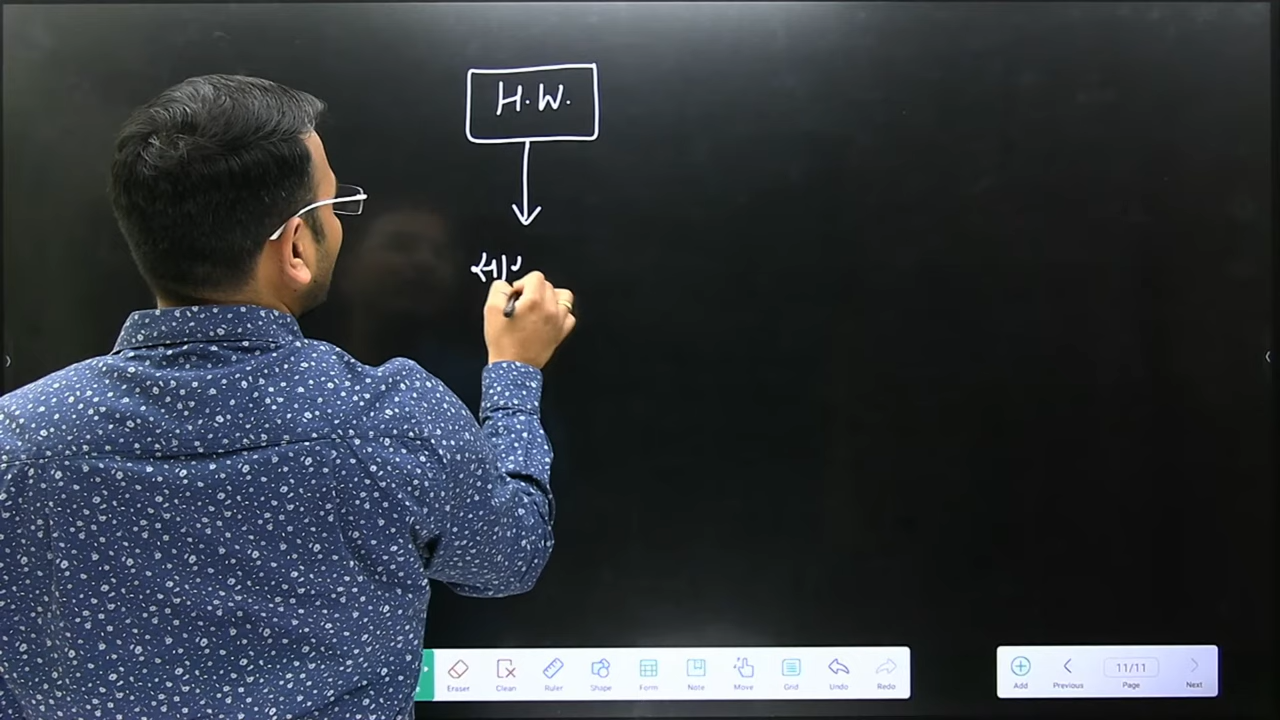 H.W.
Eraser
Clean
Ruler
Shape
Form
Note
Move
Grid
Undo
Redo
Add
Previous
11/11
Page
Next